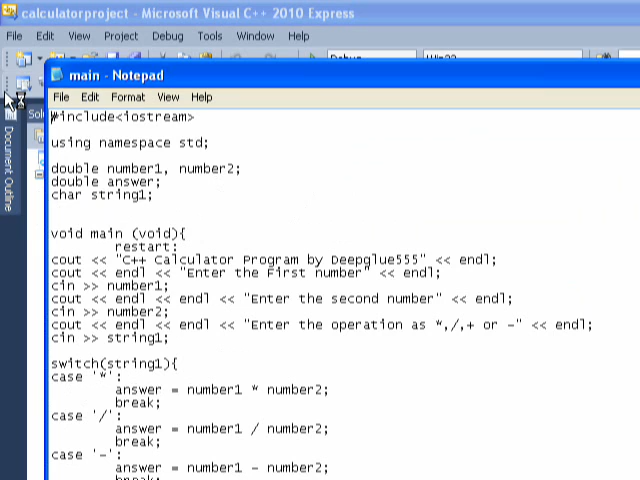 calculatorproject - Microsoft Visual C++ 2010 Express
File Edit View Project Debug Tools Window Help
main - Notepad
File Edit Format View Help
Document Outline
#include<iostream>
using namespace std;
double number1, number2;
double answer;
char string1;
void main (void){
restart:
cout << "C++ Calculator Program by Deepglue555" << endl;
cout << endl << "Enter the First number" << endl;
cin >> number1;
cout << endl << endl << "Enter the second number" << endl;
cin >> number2;
cout << endl << endl << "Enter the operation as *,/,+ or -" << endl;
cin >> string1;
switch(string1){
case '*':
answer = number1 * number2;
break;
case '/':
answer = number1 / number2;
break;
case '-':
answer = number1 - number2;